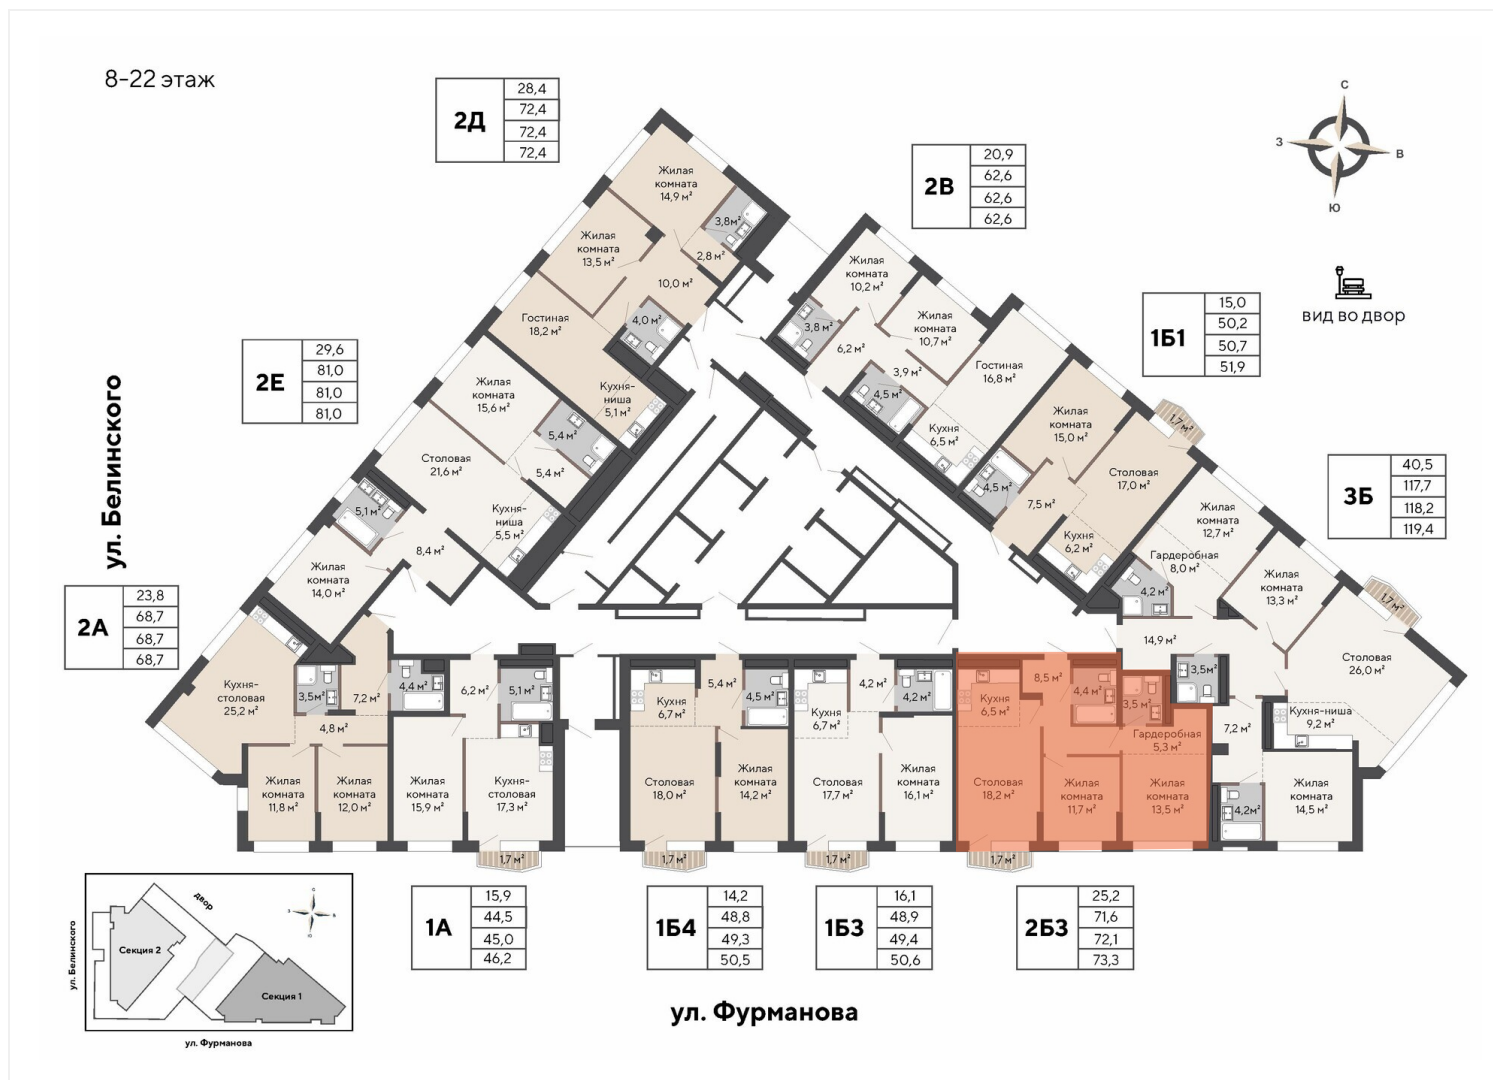 8-22 этаж
2Д
28,4
72,4
72,4
72,4
2В
20,9
62,6
62,6
62,6
С
З
В
Ю
вид во двор
1Б1
15,0
50,2
50,7
51,9
2Е
29,6
81,0
81,0
81,0
3Б
40,5
117,7
118,2
119,4
2А
23,8
68,7
68,7
68,7
ул. Белинского
Жилая
комната
14,9 м²
3,8м²
2,8 м²
Жилая
комната
13,5 м²
10,0 м²
Гостиная
18,2 м²
4,0 м²
Кухня-
ниша
5,1 м²
Жилая
комната
15,6 м²
5,4 м²
5,4 м²
Столовая
21,6 м²
Кухня-
ниша
5,5 м²
5,1 м²
8,4 м²
Жилая
комната
14,0 м²
Жилая
комната
10,2 м²
3,8 м²
6,2 м²
Жилая
комната
10,7 м²
3,9 м²
4,5 м²
Гостиная
16,8 м²
Кухня
6,5 м²
Жилая
комната
15,0 м²
1,7 м²
4,5 м²
Столовая
17,0 м²
7,5 м²
Кухня
6,2 м²
Жилая
комната
12,7 м²
Гардеробная
8,0 м²
4,2 м²
Жилая
комната
13,3 м²
1,7 м²
14,9 м²
Столовая
26,0 м²
3,5м²
7,2 м²
Кухня-ниша
9,2 м²
4,2м²
Жилая
комната
14,5 м²
Кухня-
столовая
25,2 м²
3,5м²
7,2 м²
4,8 м²
4,4 м²
Жилая
комната
11,8 м²
Жилая
комната
12,0 м²
6,2 м²
5,1 м²
Жилая
комната
15,9 м²
Кухня-
столовая
17,3 м²
1,7 м²
5,4 м²
4,5 м²
Кухня
6,7 м²
Столовая
18,0 м²
Жилая
комната
14,2 м²
1,7 м²
4,2 м²
4,2 м²
Кухня
6,7 м²
Столовая
17,7 м²
Жилая
комната
16,1 м²
1,7 м²
Кухня
6,5 м²
8,5 м²
4,4 м²
3,5м²
Гардеробная
5,3 м²
Столовая
18,2 м²
Жилая
комната
11,7 м²
Жилая
комната
13,5 м²
1,7 м²
1А
15,9
44,5
45,0
46,2
1Б4
14,2
48,8
49,3
50,5
1Б3
16,1
48,9
49,4
50,6
2Б3
25,2
71,6
72,1
73,3
ул. Фурманова
двор
ул. Белинского
Секция 2
Секция 1
ул. Фурманова